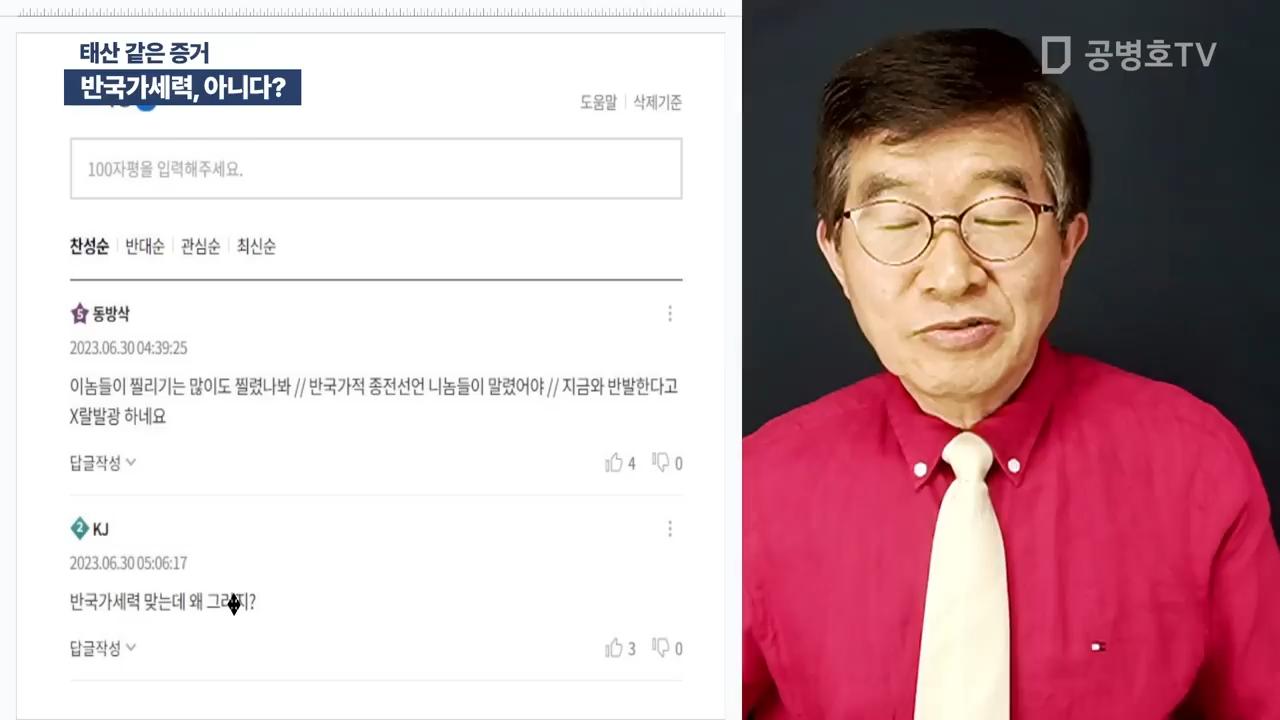 태산 같은 증거
반국가세력, 아니다?
도움말 삭제기준
100자평을 입력해주세요.
찬성순 반대순 관심순 최신순
5 동방삭
2023.06.30 04:39:25
이놈들이 찔리기는 많이도 찔렸나봐 // 반국가적 종전선언 니놈들이 말렸어야 // 지금와 반발한다고
X랄발광 하네요
답글작성
4 0
2 KJ
2023.06.30 05:06:17
반국가세력 맞는데 왜
답글작성
3 0
공병호TV